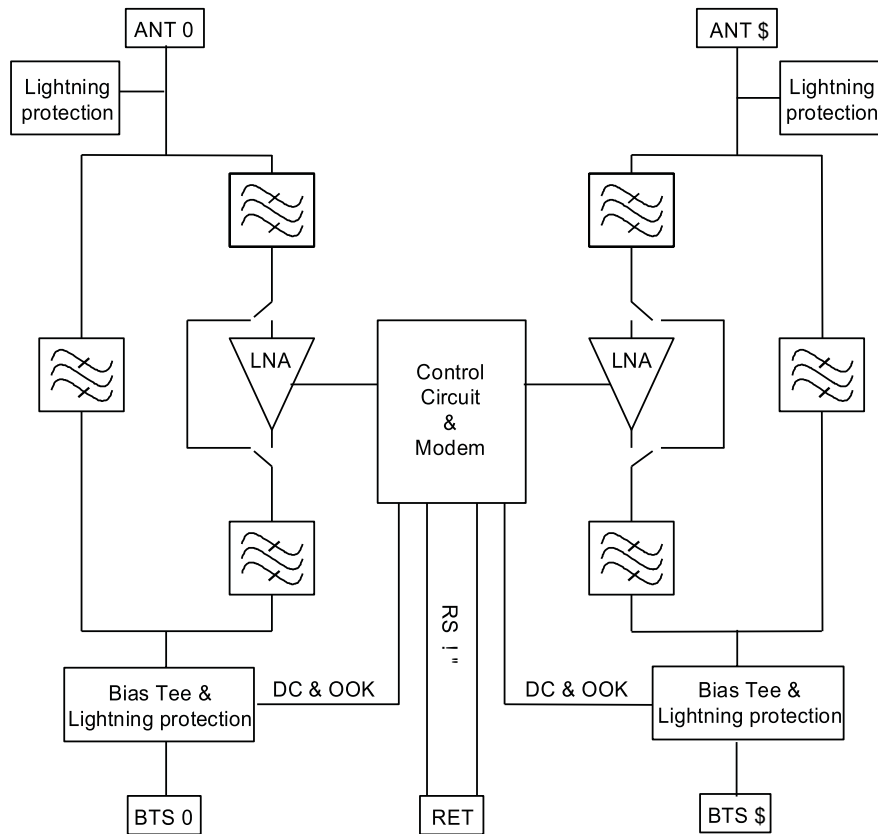 ANT 0
ANT $
Lightning
protection
Lightning
protection
LNA
LNA
Control
Circuit
&
Modem
RS !"
DC & OOK
DC & OOK
Bias Tee &
Lightning protection
Bias Tee &
Lightning protection
BTS 0
RET
BTS $